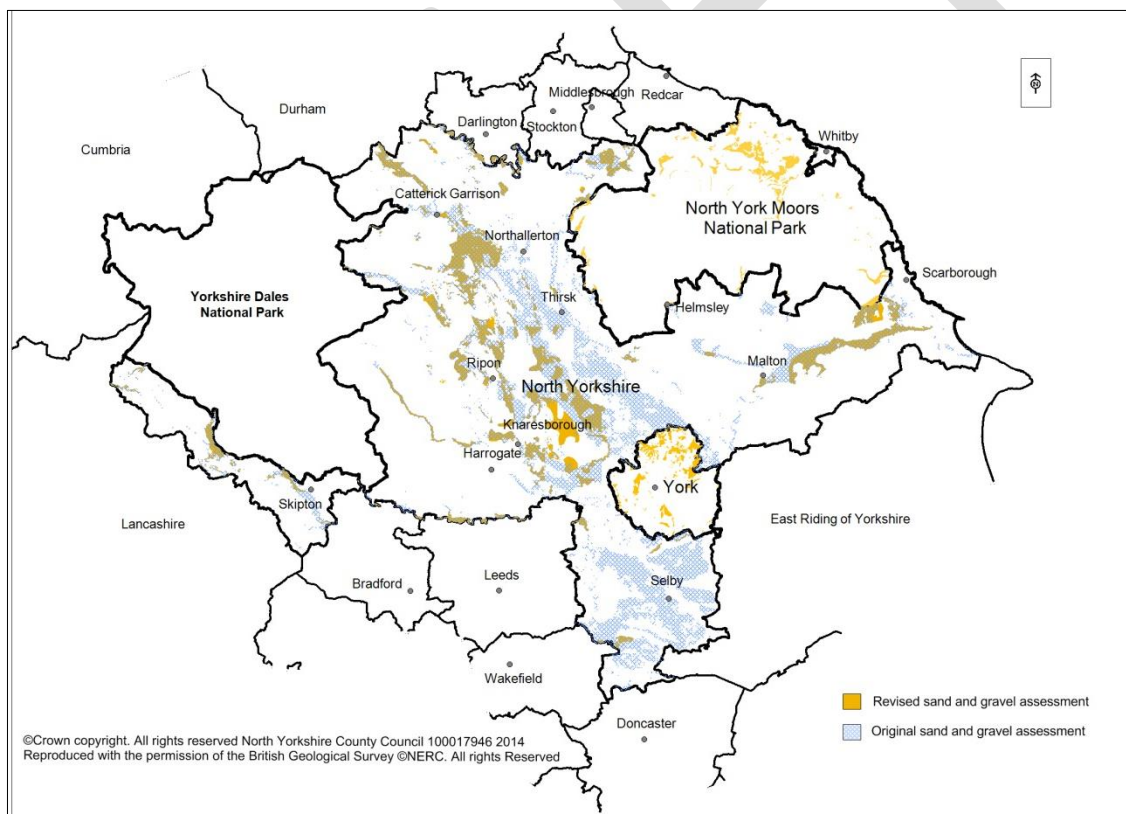 Durham
Cumbria
Middlesbrough
Redcar
Darlington
Stockton
Whitby
Catterick Garrison
North York Moors
National Park
Northallerton
Scarborough
Yorkshire Dales
National Park
Thirsk
Helmsley
Ripon
Malton
North Yorkshire
Knaresborough
Harrogate
York
Skipton
Lancashire
East Riding of Yorkshire
Bradford
Leeds
Selby
Wakefield
Doncaster
Revised sand and gravel assessment
Original sand and gravel assessment
©Crown copyright. All rights reserved North Yorkshire County Council 100017946 2014
Reproduced with the permission of the British Geological Survey ©NERC. All rights Reserved
N